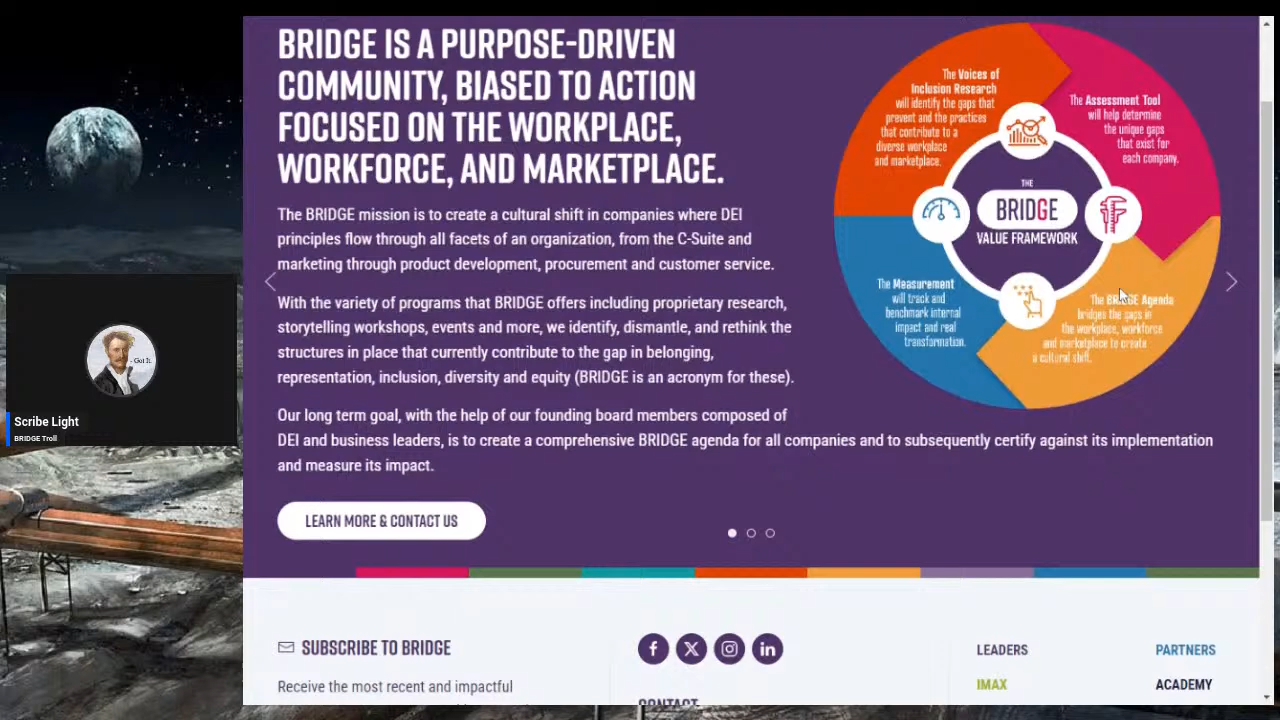 BRIDGE IS A PURPOSE-DRIVEN
COMMUNITY, BIASED TO ACTION
FOCUSED IN THE WORKPLACE,
WORKFORCE, AND MARKETPLACE.
The BRIDGE mission is to create a cultural shift in companies where DEI
principles flow through all facets of an organization, from the C-Suite and
marketing through product development, procurement and customer service.
With the variety of programs that BRIDGE offers including proprietary research,
storytelling workshops, events and more, we identify, dismantle, and rethink the
structures in place that currently contribute to the gap in belonging,
representation, inclusion, diversity and equity (BRIDGE is an acronym for these).
Our long term goal, with the help of our founding board members composed of
DEI and business leaders, is to create a comprehensive BRIDGE agenda for all companies and to subsequently certify against its implementation
and measure its impact.
LEARN MORE & CONTACT US
The Voices of
Inclusion Research
will identify the gaps that
prevent and the practices
that contribute to a
diverse workplace
and marketplace.
The Assessment Tool
will help determine
the unique gaps
that exist for
each company.
THE
BRIDGE
VALUE FRAMEWORK
The Measurement
will track and
benchmark internal
impact and real
transformation.
The BRIDGE Agenda
bridges the gaps in
the workplace, workforce
and marketplace to create
a cultural shift.
- Got It.
Scribe Light
BRIDGE Troll
SUBSCRIBE TO BRIDGE
Receive the most recent and impactful
f X in
CONTACT
LEADERS
IMAX
PARTNERS
ACADEMY